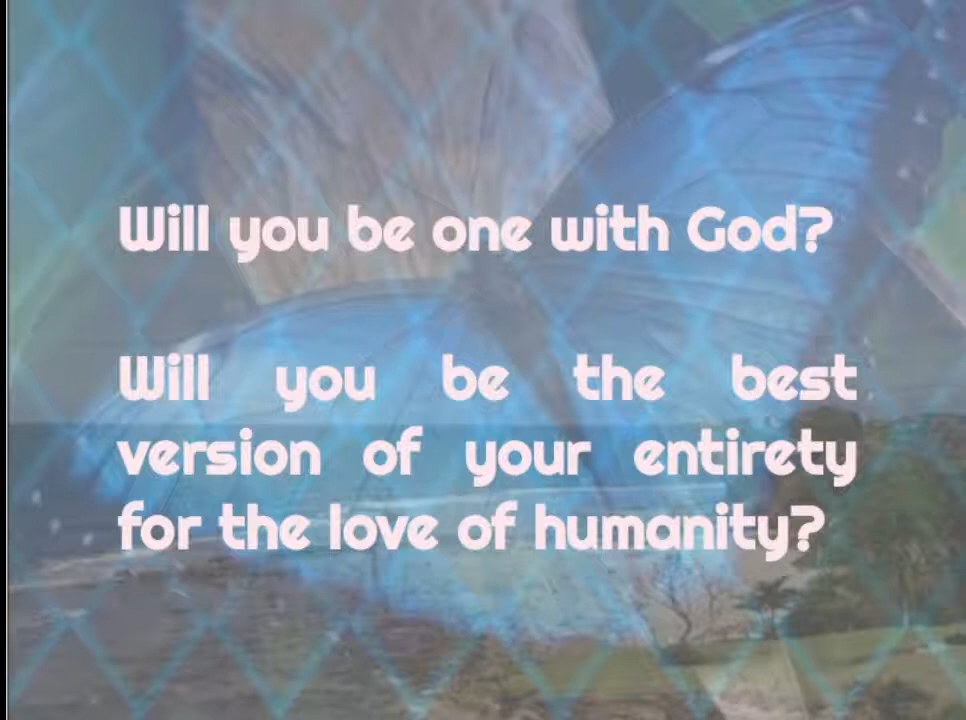 Will you be one with God?
Will you be the best
version of your entirety
for the love of humanity?